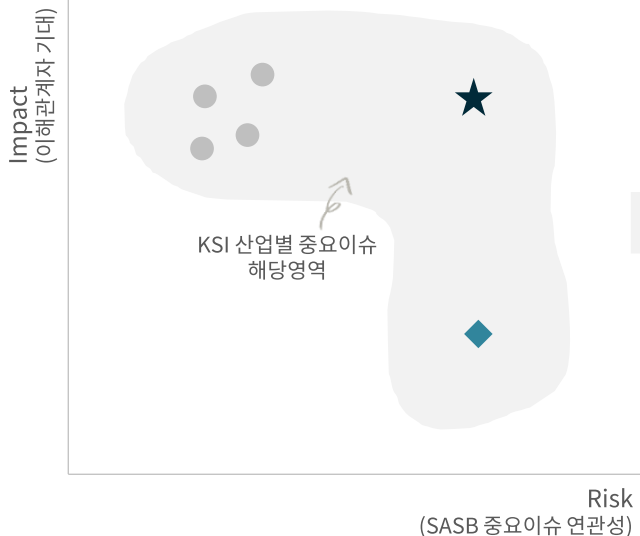 Impact
(이해관계자 기대)
KSI 산업별 중요이슈
해당영역
Risk
(SASB 중요이슈 연관성)